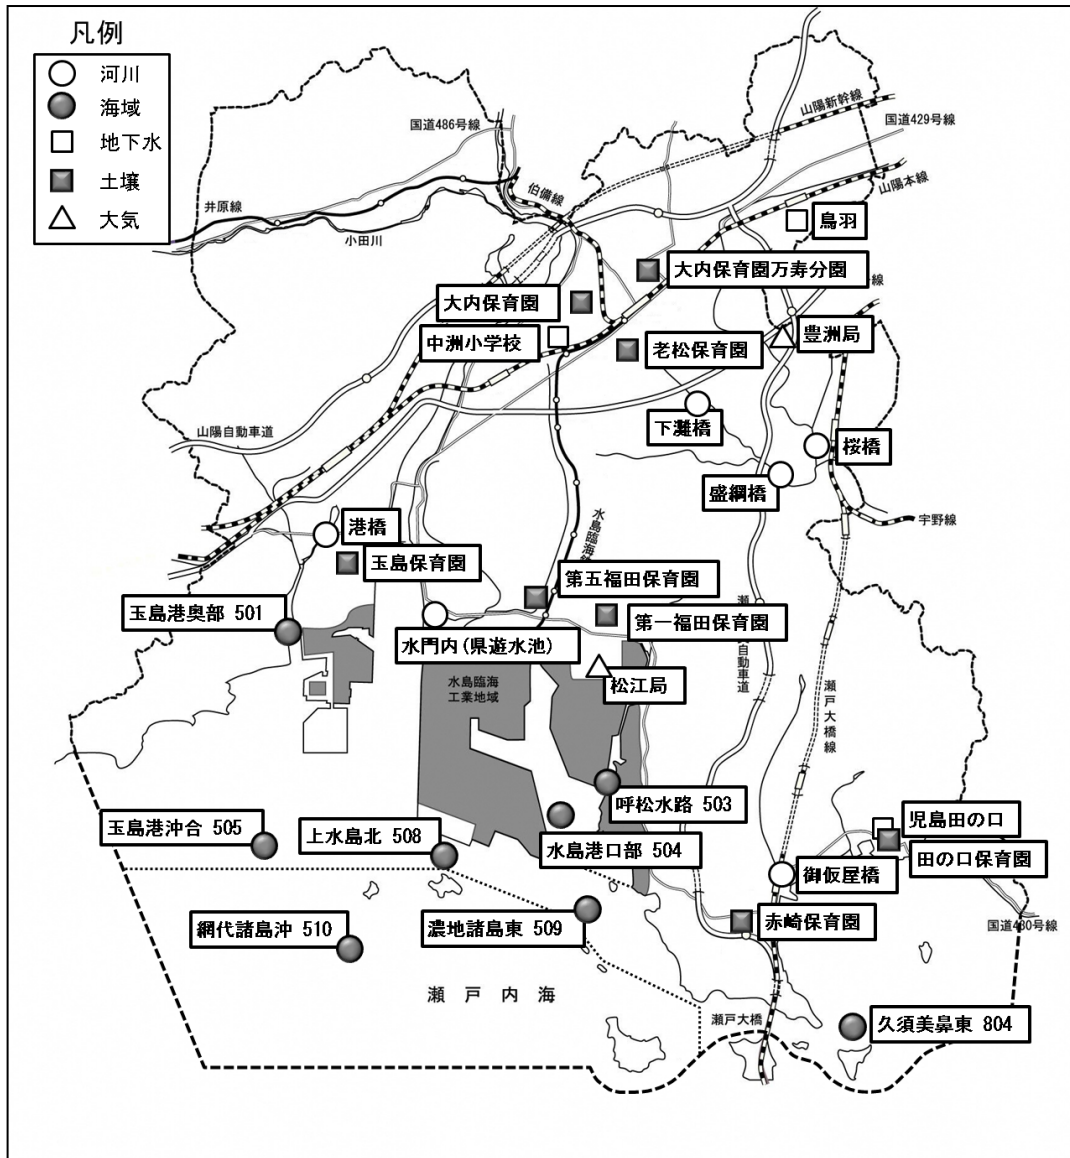 凡例
河川
海域
地下水
土壌
大気
山陽新幹線
国道486号線
国道429号線
山陽本線
伯備線
井原線
小田川
鳥羽
大内保育園万寿分園
線
大内保育園
中洲小学校
老松保育園
豊洲局
下灘橋
山陽自動車道
桜橋
盛綱橋
宇野線
港橋
水島臨海
玉島保育園
第五福田保育園
玉島港奥部 501
第一福田保育園
瀬
自動車道
水門内(県遊水池)
水島臨海
工業地域
松江局
瀬戸大橋線
呼松水路 503
玉島港沖合 505
上水島北 508
水島港口部 504
児島田の口
田の口保育園
御仮屋橋
網代諸島沖 510
濃地諸島東 509
赤崎保育園
国道430号線
瀬戸内海
瀬戸大橋
久須美鼻東 804